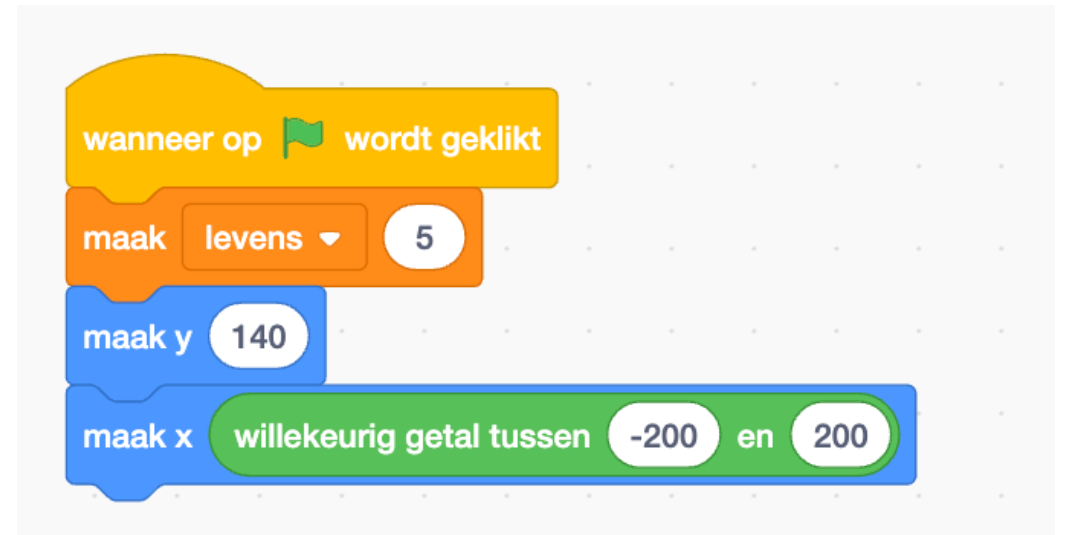 wanneer op wordt geklikt
maak levens 5
maak y 140
maak x willekeurig getal tussen -200 en 200